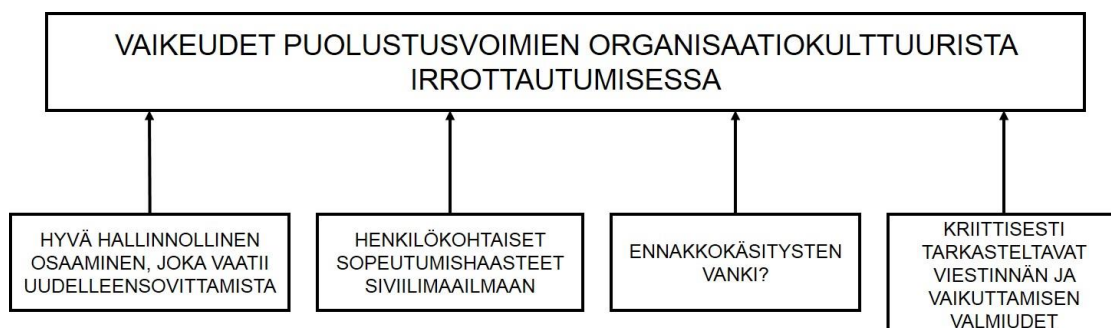 VAIKEUDET PUOLUSTUSVOIMIEN ORGANISAATIOKULTTUURISTA
IRROTTAUTUMISESSA
HYVÄ HALLINNOLLINEN
OSAAMINEN, JOKA VAATII
UUDELLEENSOVITTAMISTA
HENKILÖKOHTAISET
SOPEUTUMISHAASTEET
SIVIILIMAAILMAAN
ENNAKKOKÄSITYSTEN
VANKI?
KRIITTISESTI
TARKASTELTAVAT
VIESTINNÄN JA
VAIKUTTAMISEN
VALMIUDET